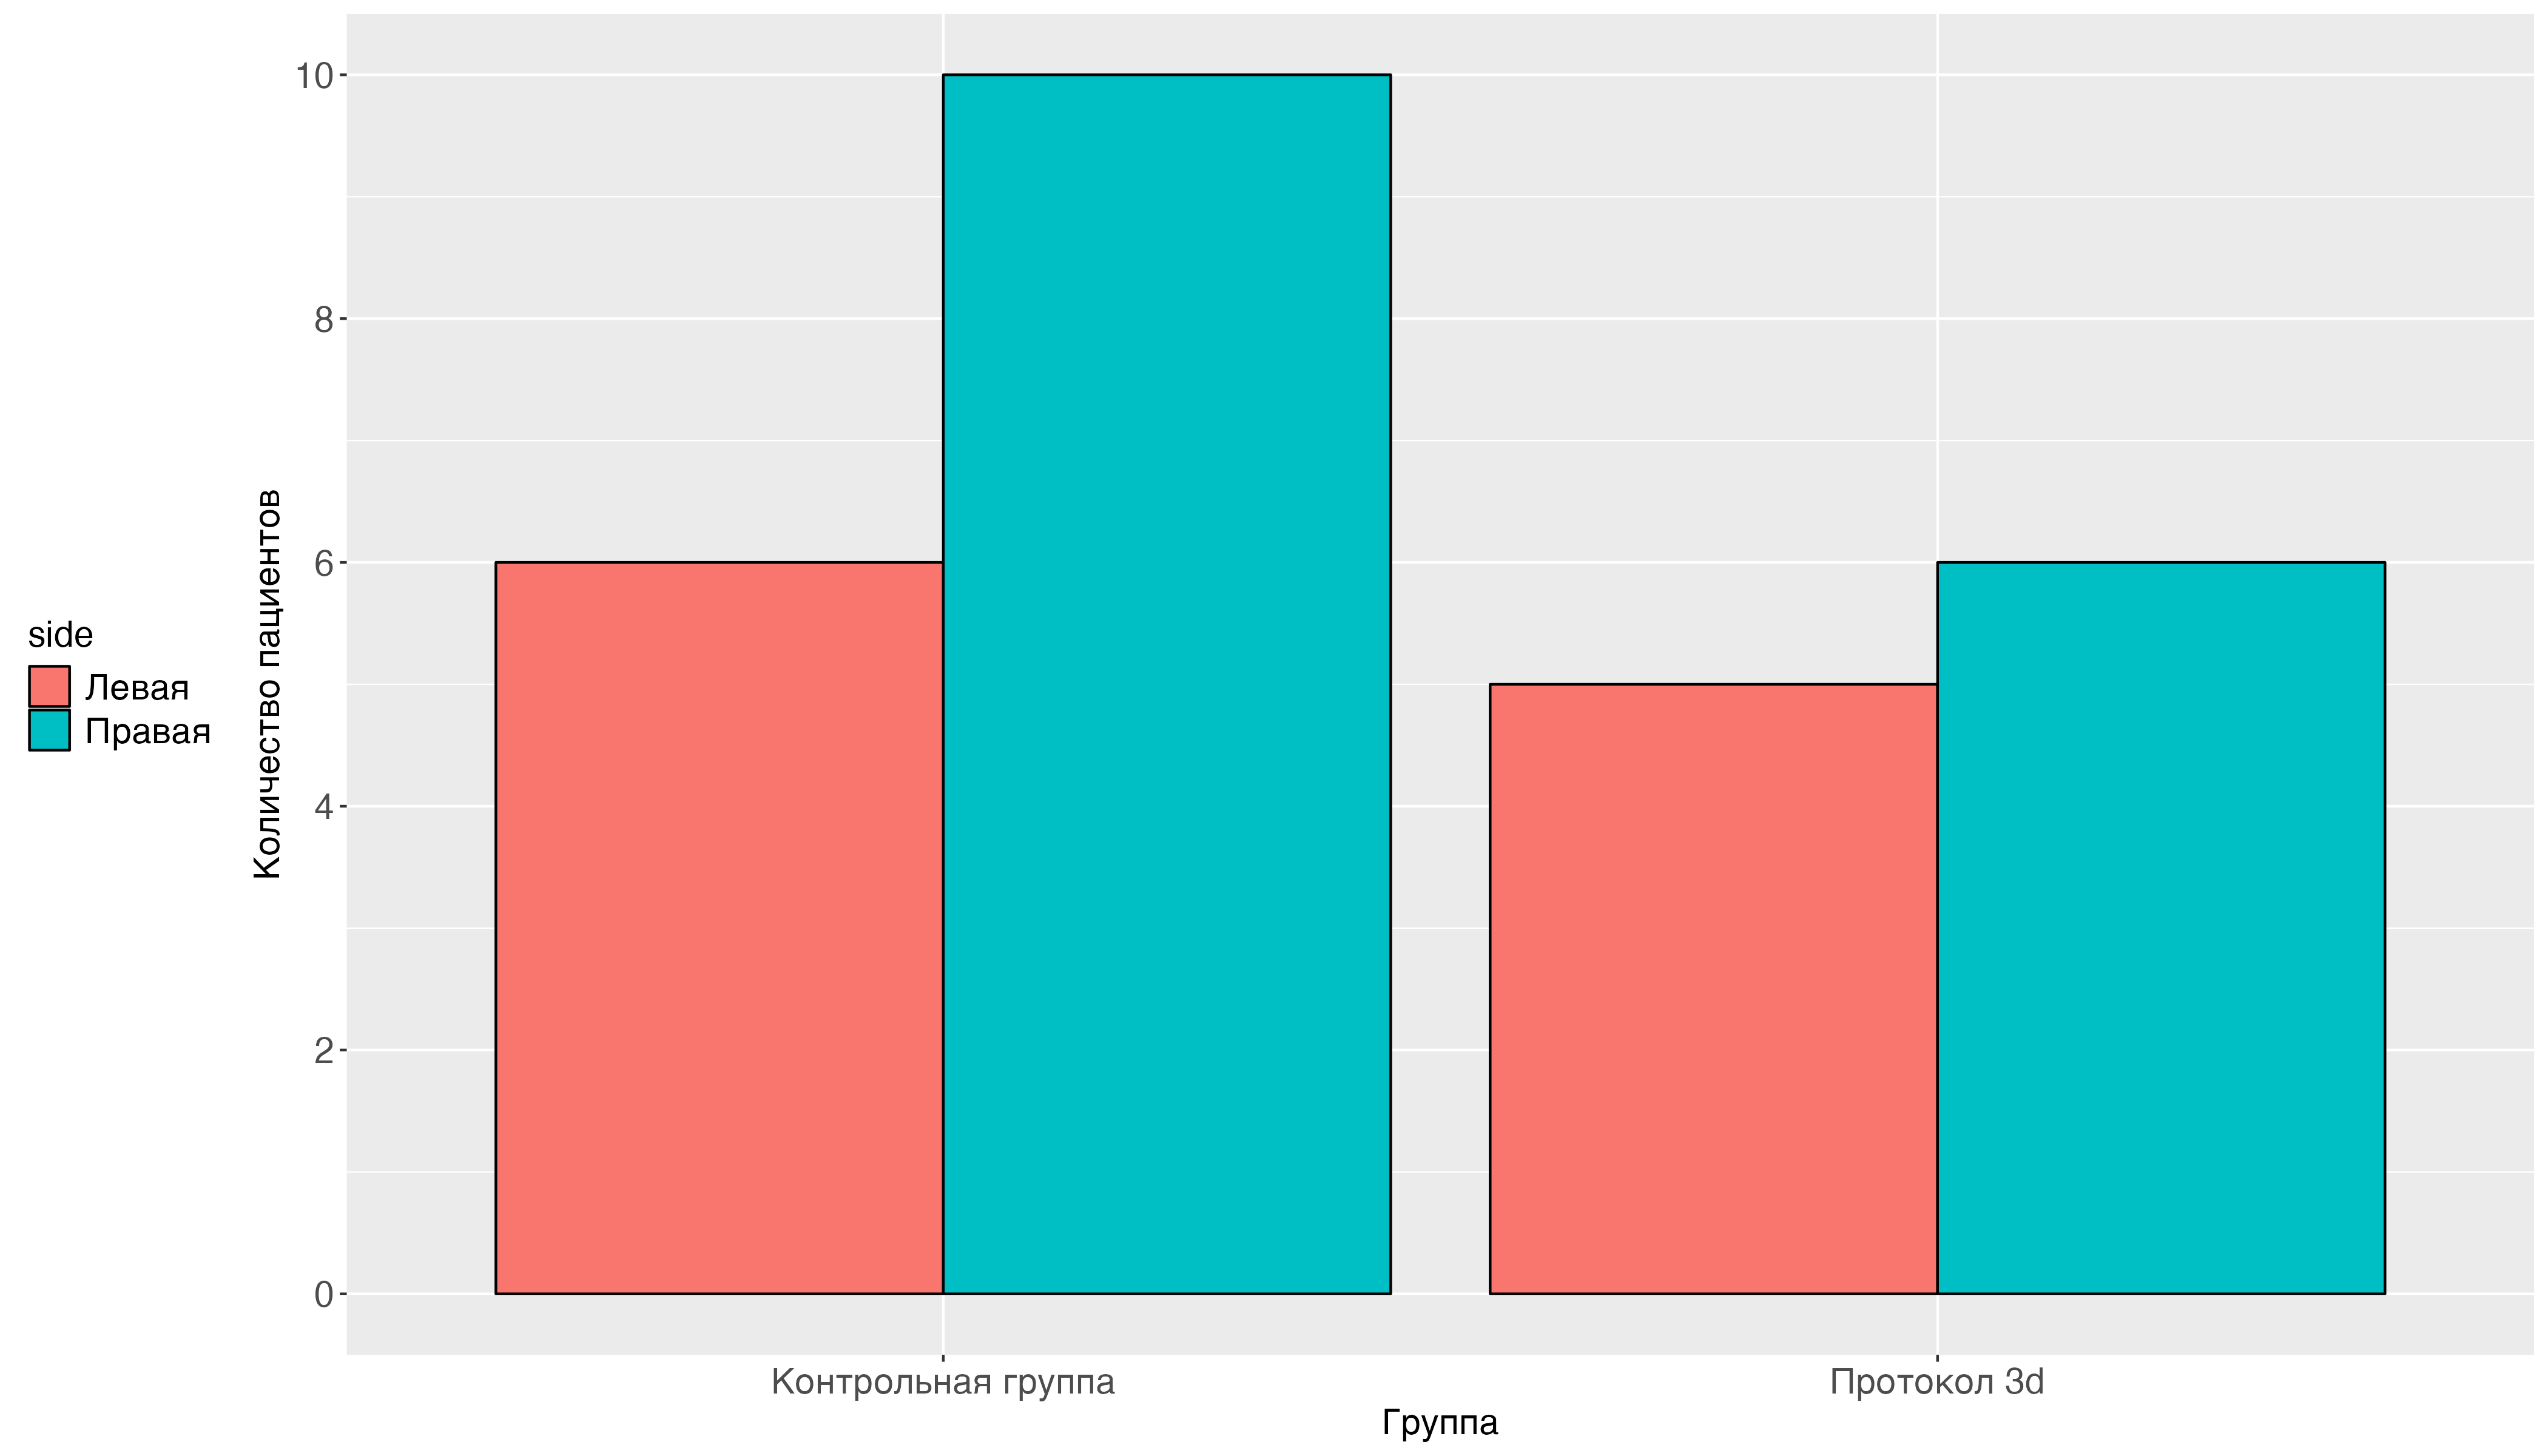 side
Левая
Правая
Количество пациентов
10
8
6
4
2
0
Контрольная группа
Протокол 3d
Группа